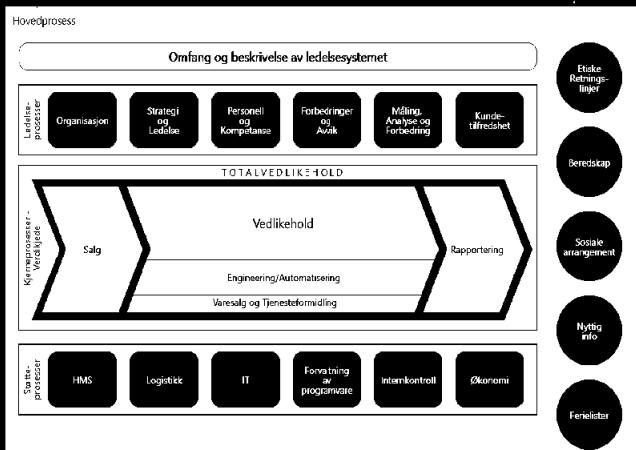 Hovedprosess
Omfang og beskrivelse av ledelsesystemet
Ledelse-
prosesser
Organisasjon
Strategi
og
Ledelse
Personell
og
Kompetanse
Forbedringer
og
Avvik
Måling,
Analyse og
Forbedring
Kunde-
tilfredshet
Kjerneprosesser -
Verdikjede
TOTALVEDLIKEHOLD
Salg
Vedlikehold
Engineering/Automatisering
Varesalg og Tjenesteformidling
Rapportering
Støtte-
prosesser
HMS
Logistikk
IT
Forvaltning
av
programvare
Internkontroll
Økonomi
Etiske
Retnings-
linjer
Beredskap
Sosiale
arrangement
Nyttig
info
Ferielister